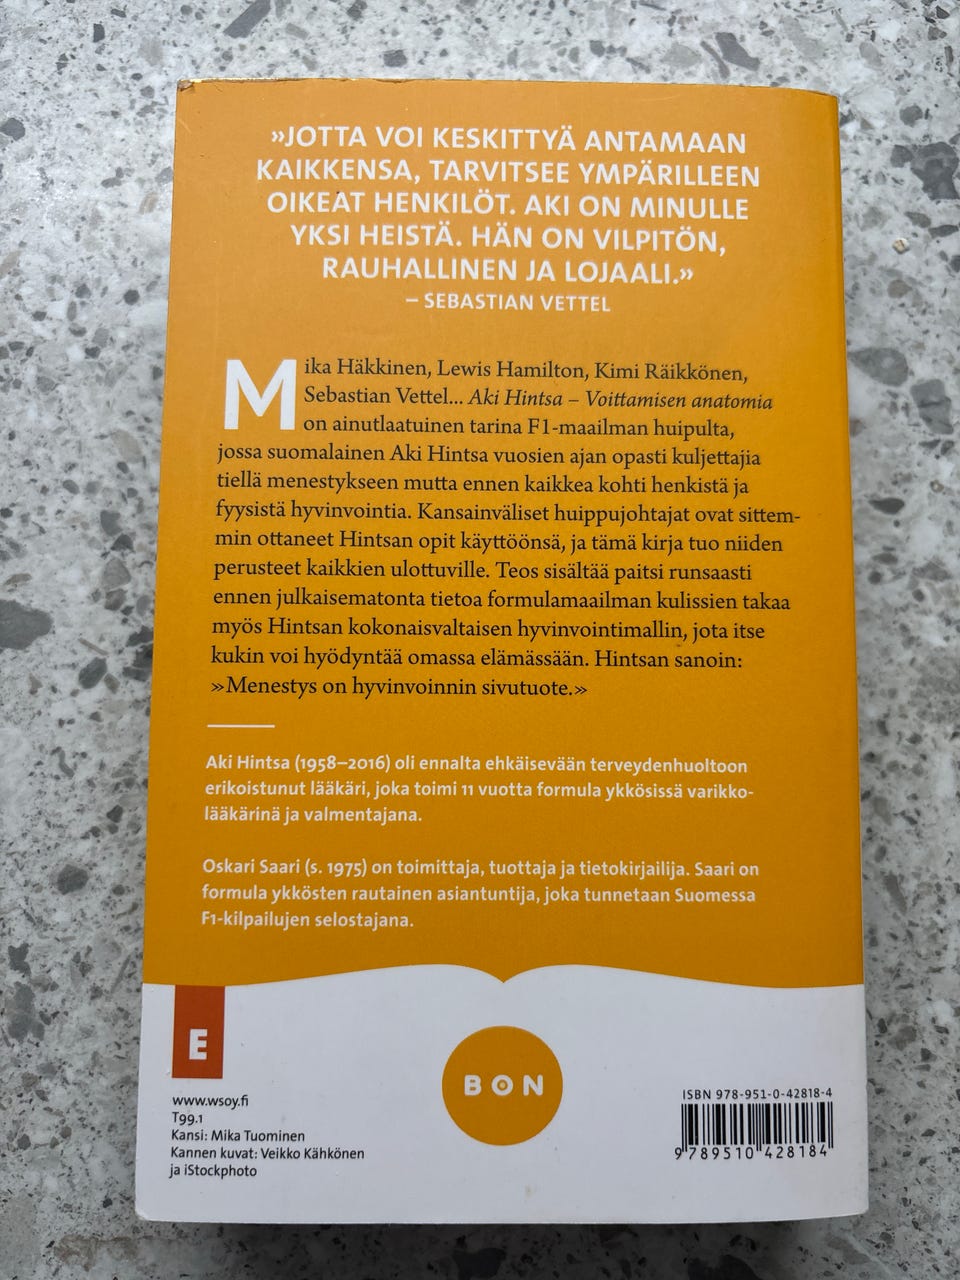 »JOTTA VOI KESKITTYÄ ANTAMAAN
KAIKKENSA, TARVITSEE YMPÄRILLEEN
OIKEAT HENKILÖT. AKI ON MINULLE
YKSI HEISTÄ. HÄN ON VILPITÖN,
RAUHALLINEN JA LOJAALI.»
– SEBASTIAN VETTEL
Mika Häkkinen, Lewis Hamilton, Kimi Räikkönen,
Sebastian Vettel... Aki Hintsa – Voittamisen anatomia
on ainutlaatuinen tarina F1-maailman huipulta,
jossa suomalainen Aki Hintsa vuosien ajan opasti kuljettajia
tiellä menestykseen mutta ennen kaikkea kohti henkistä ja
fyysistä hyvinvointia. Kansainväliset huippujohtajat ovat sittem-
min ottaneet Hintsan opit käyttöönsä, ja tämä kirja tuo niiden
perusteet kaikkien ulottuville. Teos sisältää paitsi runsaasti
ennen julkaisematonta tietoa formulamaailman kulissien takaa
myös Hintsan kokonaisvaltaisen hyvinvointimallin, jota itse
kukin voi hyödyntää omassa elämässään. Hintsan sanoin:
»Menestys on hyvinvoinnin sivutuote.»
Aki Hintsa (1958–2016) oli ennalta ehkäisevään terveydenhuoltoon
erikoistunut lääkäri, joka toimi 11 vuotta formula ykkösissä varikko-
lääkärinä ja valmentajana.
Oskari Saari (s. 1975) on toimittaja, tuottaja ja tietokirjailija. Saari on
formula ykkösten rautainen asiantuntija, joka tunnetaan Suomessa
F1-kilpailujen selostajana.
E
www.wsoy.fi
T99.1
Kansi: Mika Tuominen
Kannen kuvat: Veikko Kähkönen
ja iStockphoto
BON
ISBN 978-951-0-42818-4
9 789510 428184